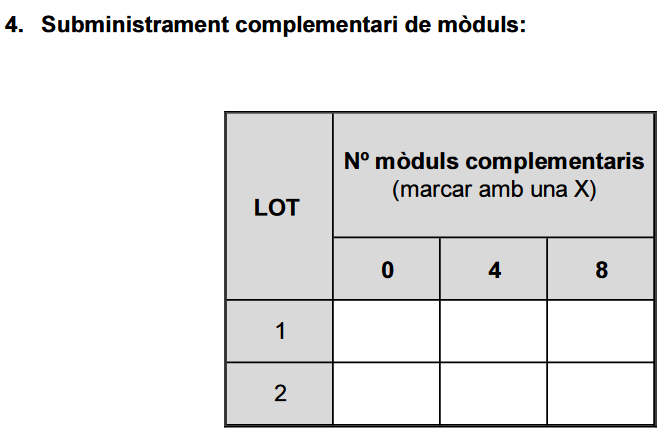 4. Subministrament complementari de mòduls:
LOT
Nº mòduls complementaris
(marcar amb una X)
0 4 8
1
2